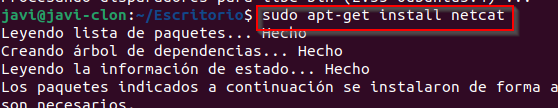 javi@javi-clon:~/Escritorio$ sudo apt-get install netcat
Leyendo lista de paquetes... Hecho
Creando árbol de dependencias... Hecho
Leyendo la información de estado... Hecho
Los paquetes indicados a continuación se instalaron de forma a
son necesarios.